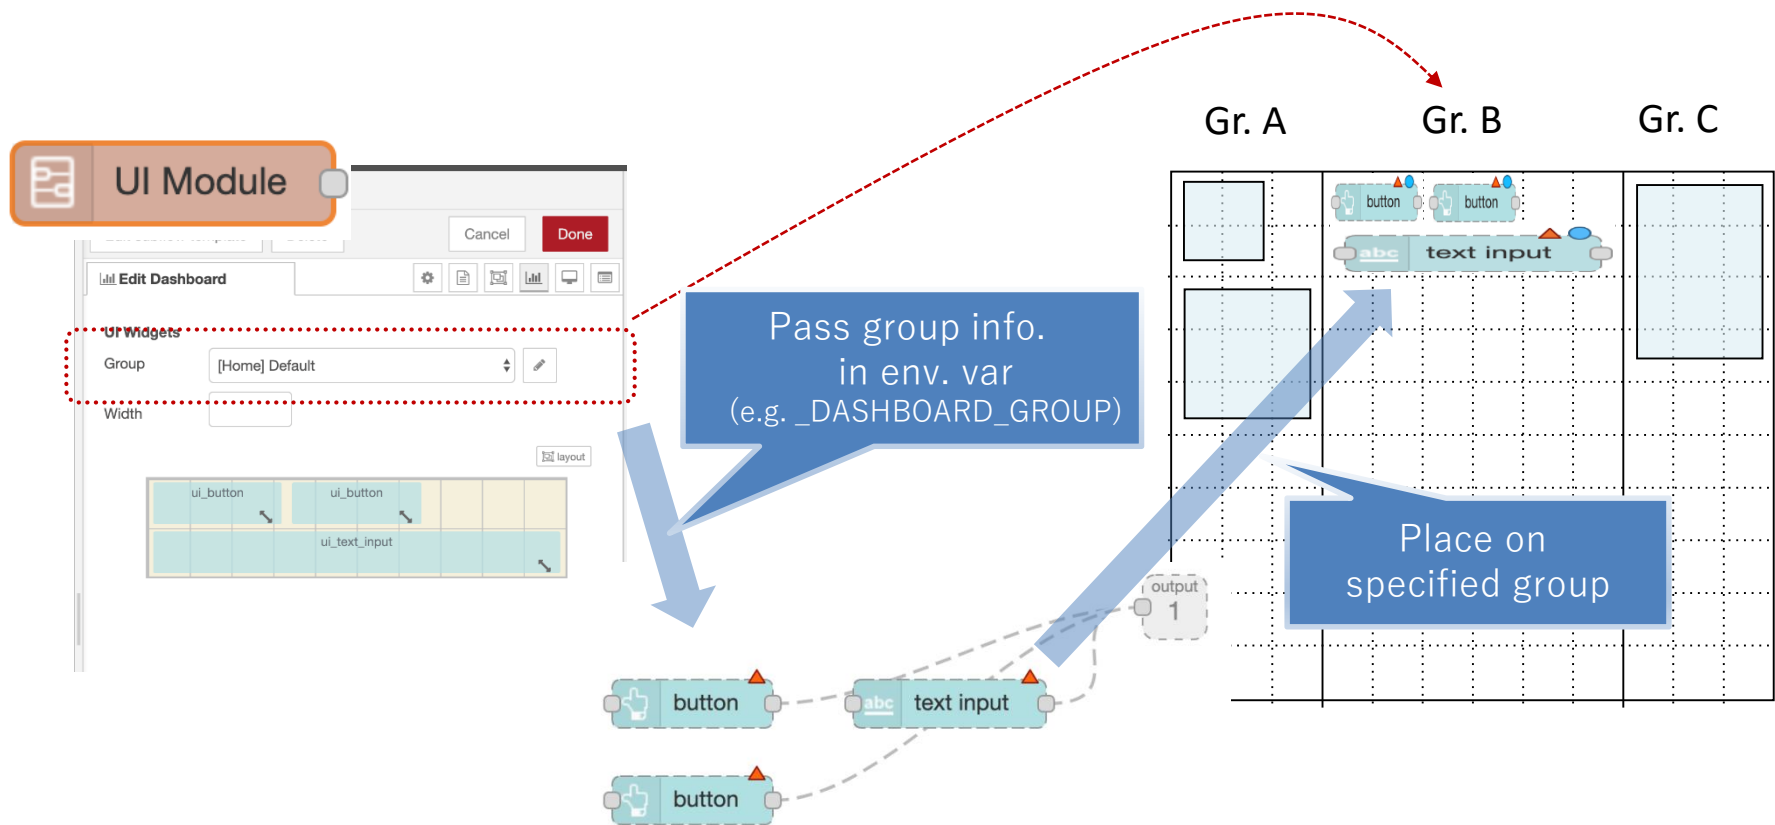 Gr. A
Gr. B
Gr. C
UI Module
Cancel
Done
Edit Dashboard
UI Widgets
Group
[Home] Default
Width
layout
ui_button
ui_button
ui_text_input
Pass group info.
in env. var
(e.g. _DASHBOARD_GROUP)
button
button
abc
text input
Place on
specified group
output
1
button
abc
text input
button